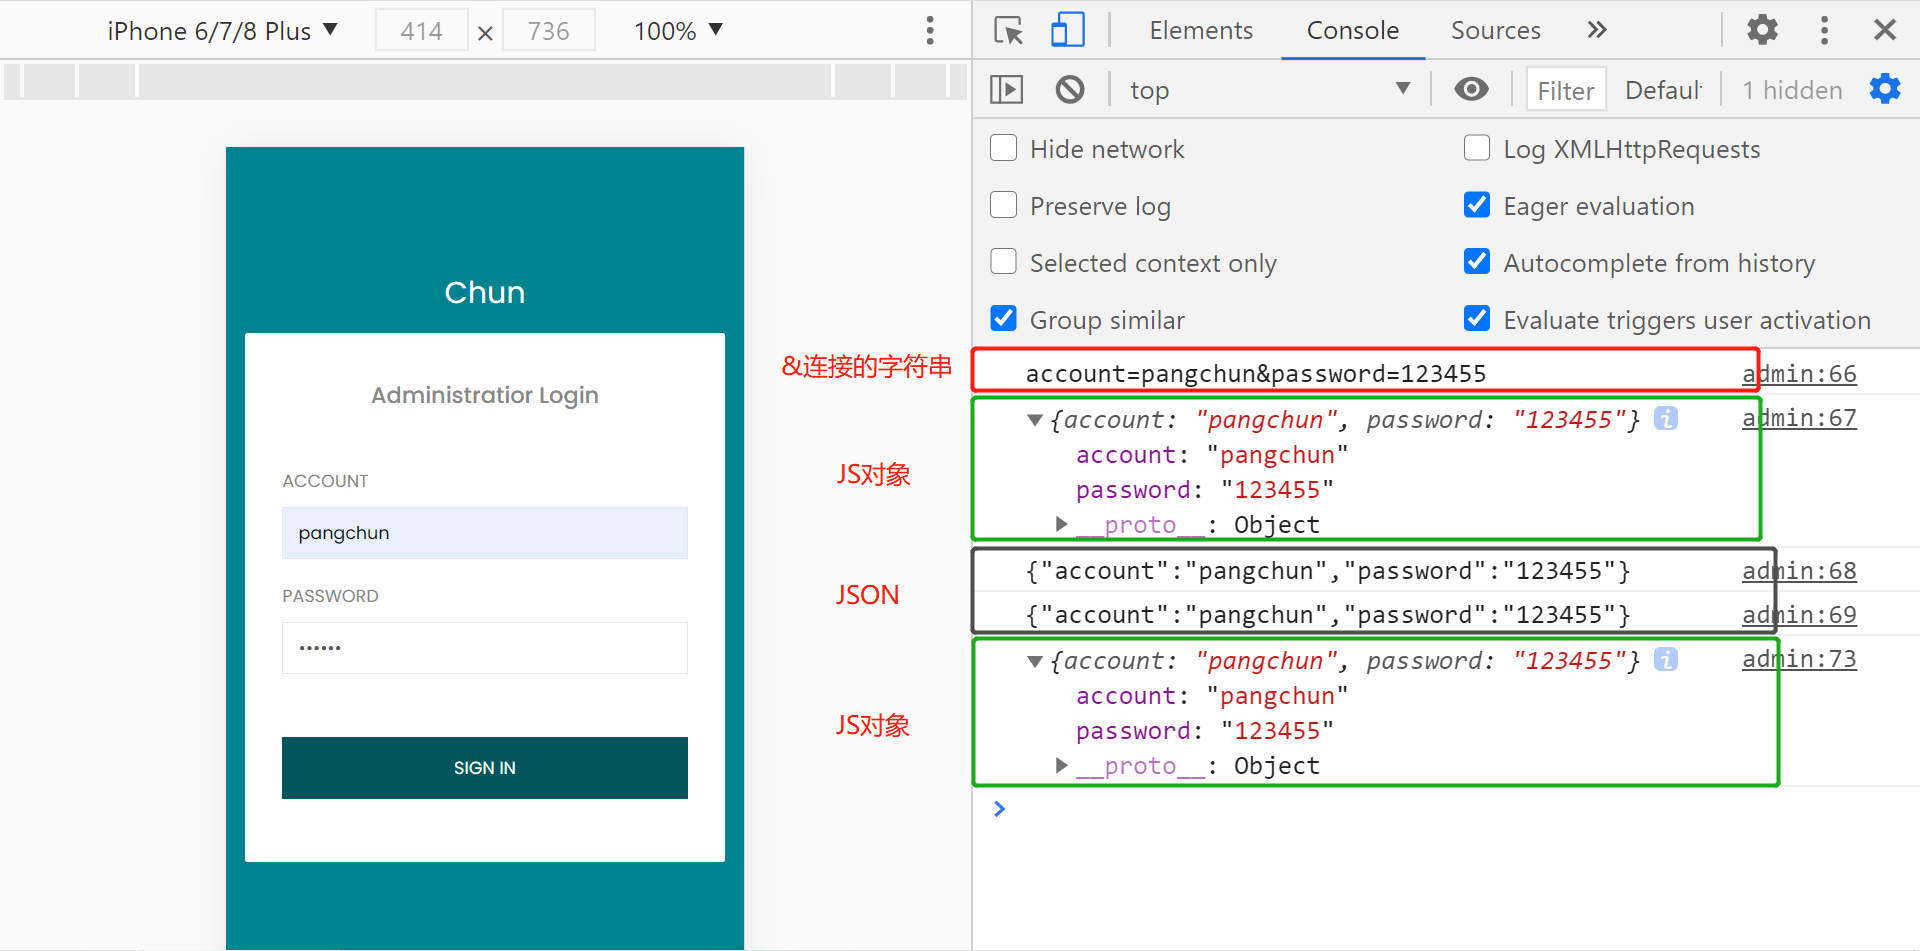 iPhone 6/7/8 Plus ▼ 414 × 736 100% ▼
Chun
Administratior Login
ACCOUNT
pangchun
PASSWORD
••••••
SIGN IN
&连接的字符串
JS对象
JSON
JS对象
Elements Console Sources »
top ▼ Filter Defaul 1 hidden
Hide network Log XMLHttpRequests
Preserve log Eager evaluation
Selected context only Autocomplete from history
Group similar Evaluate triggers user activation
account=pangchun&password=123455 admin:66
▼{account: "pangchun", password: "123455"} i admin:67
account: "pangchun"
password: "123455"
▶__proto__: Object
{"account":"pangchun","password":"123455"} admin:68
{"account":"pangchun","password":"123455"} admin:69
▼{account: "pangchun", password: "123455"} i admin:73
account: "pangchun"
password: "123455"
▶__proto__: Object
>